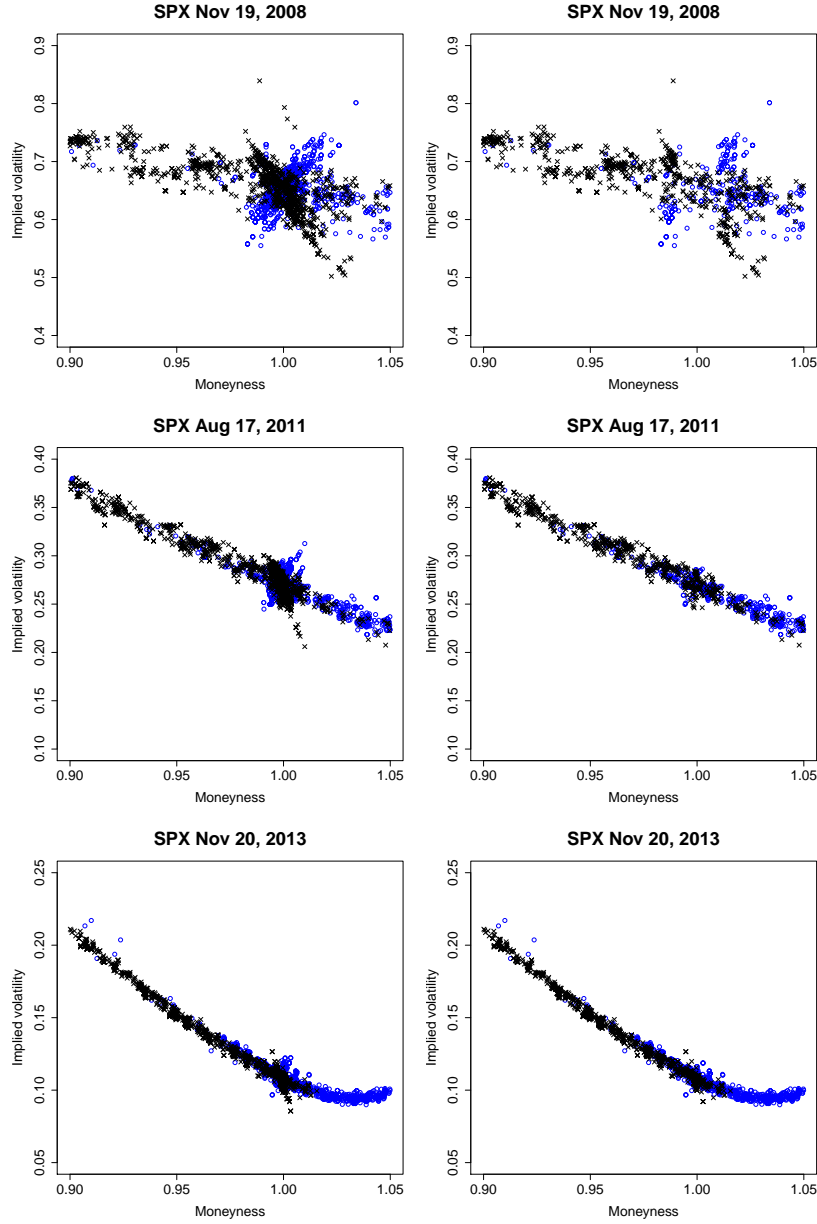 SPX Nov 19, 2008
Implied volatility
0.4 0.5 0.6 0.7 0.8 0.9
0.90 0.95 1.00 1.05
Moneyness
SPX Nov 19, 2008
Implied volatility
0.4 0.5 0.6 0.7 0.8 0.9
0.90 0.95 1.00 1.05
Moneyness
SPX Aug 17, 2011
Implied volatility
0.10 0.15 0.20 0.25 0.30 0.35 0.40
0.90 0.95 1.00 1.05
Moneyness
SPX Aug 17, 2011
Implied volatility
0.10 0.15 0.20 0.25 0.30 0.35 0.40
0.90 0.95 1.00 1.05
Moneyness
SPX Nov 20, 2013
Implied volatility
0.05 0.10 0.15 0.20 0.25
0.90 0.95 1.00 1.05
Moneyness
SPX Nov 20, 2013
Implied volatility
0.05 0.10 0.15 0.20 0.25
0.90 0.95 1.00 1.05
Moneyness